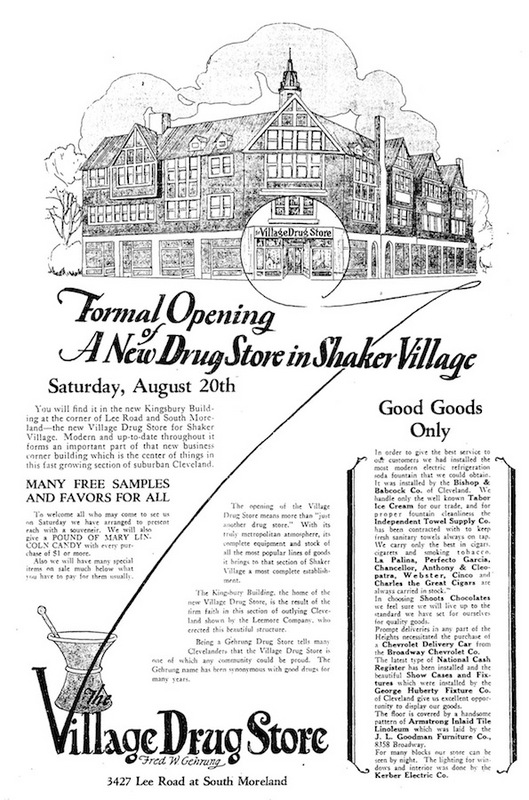 Village Drug Store
Formal Opening
of
A New Drug Store in Shaker Village
Saturday, August 20th
You will find it in the new Kingsbury Build-
ing at the corner of Lee Road and South More-
land—the new Village Drug Store for Shaker
Village. Modern and up-to-date throughout it
forms an important part of that new business
corner building which is the center of things in
this fast growing section of suburban Cleveland.
MANY FREE SAMPLES
AND FAVORS FOR ALL
To welcome all who may come to see us
on Saturday we have arranged to present
each with a souvenir. We will also
give a POUND OF MARY LIN-
COLN CANDY with every pur-
chase of $1 or more.
Also we will have many special
items on sale much below what
you have to pay for them usually.
The opening of the Village
Drug Store means more than "just
another drug store." With its
truly metropolitan atmosphere, its
complete equipment and stock of
all the most popular lines of goods
it brings to that section of Shaker
Village a most complete establish-
ment.
The Kingsbury Building, the home of the
new Village Drug Store, is the result of the
firm faith in this section of outlying Cleve-
land shown by the Leemore Company, who
erected this beautiful structure.
Being a Gehrung Drug Store tells many
Clevelanders that the Village Drug Store is
one of which any community could be proud. The
Gehrung name has been synonymous with good drugs for
many years.
Good Goods
Only
In order to give the best service to
our customers we had installed the
most modern electric refrigeration
soda fountain that we could obtain.
It was installed by the Bishop &
Babcock Co. of Cleveland. We
handle only the well known Tabor
Ice Cream for our trade, and for
proper fountain cleanliness the
Independent Towel Supply Co.
has been contracted with to keep
fresh sanitary towels always on tap.
We carry only the best in cigars,
cigarets and smoking tobacco.
La Palina, Perfecto Garcia,
Chancellor, Anthony & Cleo-
patra, Webster, Cinco and
Charles the Great Cigars are
always carried in stock."
In choosing Shoots Chocolates
we feel sure we will live up to the
standard we have set for ourselves
for quality goods.
Prompt deliveries in any part of the
Heights necessitated the purchase of
a Chevrolet Delivery Car from
the Broadway Chevrolet Co.
The latest type of National Cash
Register has been installed and the
beautiful Show Cases and Fix-
tures which were installed by the
George Huberty Fixture Co.
of Cleveland give us excellent oppor-
tunity to display our goods.
The floor is covered by a handsome
pattern of Armstrong Inlaid Tile
Linoleum which was laid by the
J. L. Goodman Furniture Co.,
8358 Broadway.
For many blocks our store can be
seen by night. The lighting for win-
dows and interior was done by the
Kerber Electric Co.
The
Village Drug Store
Fred W. Gehrung
3427 Lee Road at South Moreland